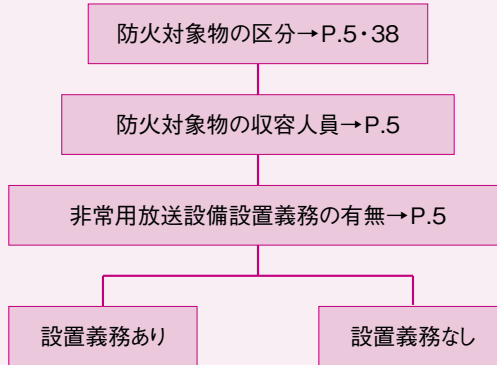 防火対象物の区分→P.5・38
防火対象物の収容人員→P.5
非常用放送設備設置義務の有無→P.5
設置義務あり
設置義務なし